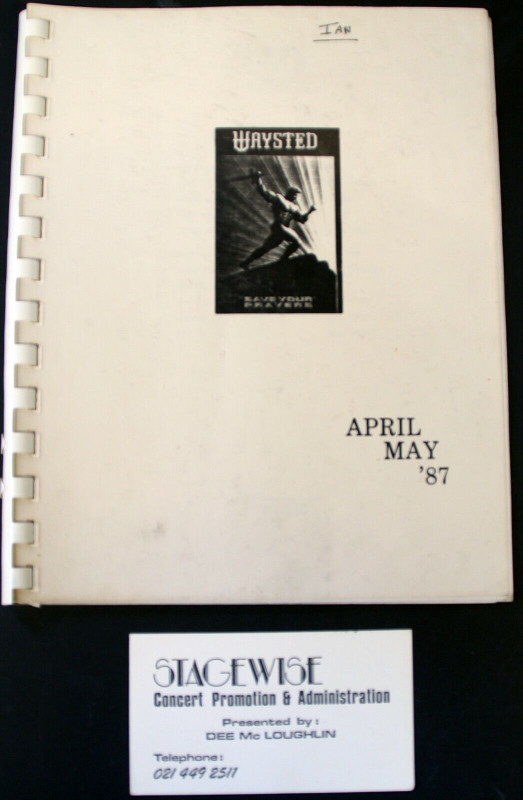 IAN
WAYSTED
"SAVE YOUR
PRAYERS"
APRIL
MAY
'87
STAGEWISE
Concert Promotion & Administration
Presented by:
DEE Mc LOUGHLIN
Telephone:
021 449 2511